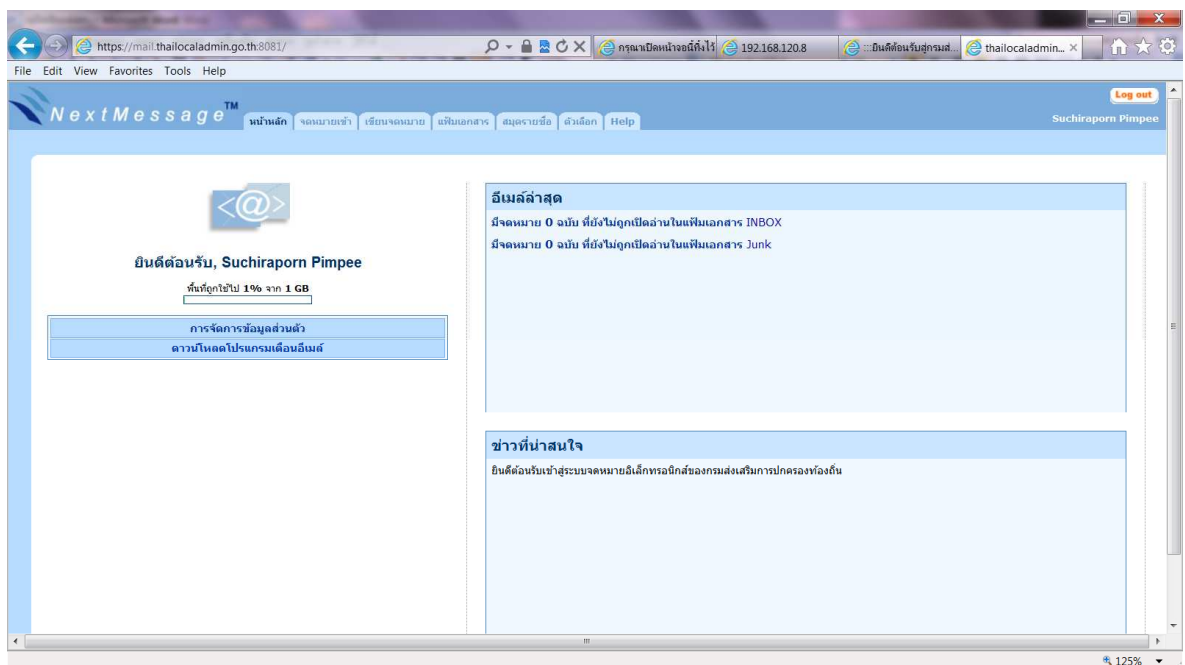 https://mail.thailocaladmin.go.th:8081/
กรุณาเปิดหน้าจอนี้ทิ้งไว้
192.168.120.8
:::ยินดีต้อนรับสู่กรมส่...
thailocaladmin...
File Edit View Favorites Tools Help
NextMessage™
หน้าหลัก จดหมายเข้า เขียนจดหมาย แฟ้มเอกสาร สมุดรายชื่อ ตัวเลือก Help
Log out
Suchiraporn Pimpee
<@>
ยินดีต้อนรับ, Suchiraporn Pimpee
พื้นที่ถูกใช้ไป 1% จาก 1 GB
การจัดการข้อมูลส่วนตัว
ดาวน์โหลดโปรแกรมเตือนอีเมล์
อีเมล์ล่าสุด
มีจดหมาย 0 ฉบับ ที่ยังไม่ถูกเปิดอ่านในแฟ้มเอกสาร INBOX
มีจดหมาย 0 ฉบับ ที่ยังไม่ถูกเปิดอ่านในแฟ้มเอกสาร Junk
ข่าวที่น่าสนใจ
ยินดีต้อนรับเข้าสู่ระบบจดหมายอิเล็กทรอนิกส์ของกรมส่งเสริมการปกครองท้องถิ่น
125%